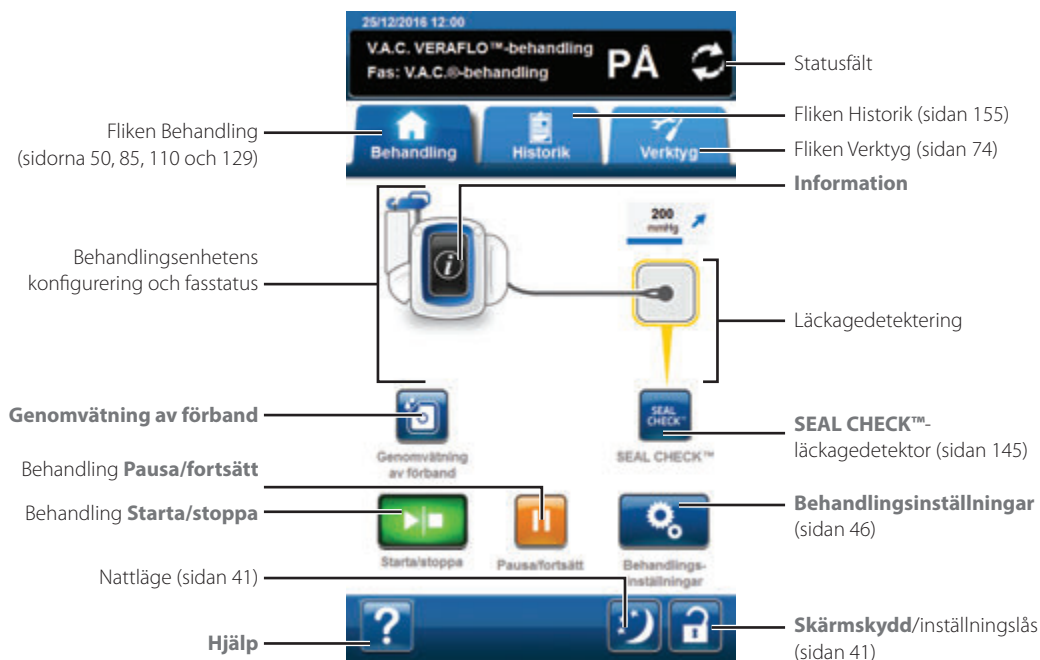 25/12/2016 12:00
V.A.C. VERAFLO™-behandling
Fas: V.A.C.®-behandling
PÅ
Statusfält
Behandling
Historik
Verktyg
Fliken Historik (sidan 155)
Fliken Behandling
(sidorna 50, 85, 110 och 129)
Fliken Verktyg (sidan 74)
Information
200
mmHg
i
Behandlingsenhetens
konfigurering och fasstatus
Läckagedetektering
Genomvätning av förband
SEAL
CHECK™
SEAL CHECK™-
läckagedetektor (sidan 145)
Genomvätning
av förband
SEAL CHECK™
Behandling Pausa/fortsätt
Behandling Starta/stoppa
Behandlingsinställningar
(sidan 46)
Starta/stoppa
Pausa/fortsätt
Behandlings-
inställningar
Nattläge (sidan 41)
?
Hjälp
Skärmskydd/inställningslås
(sidan 41)